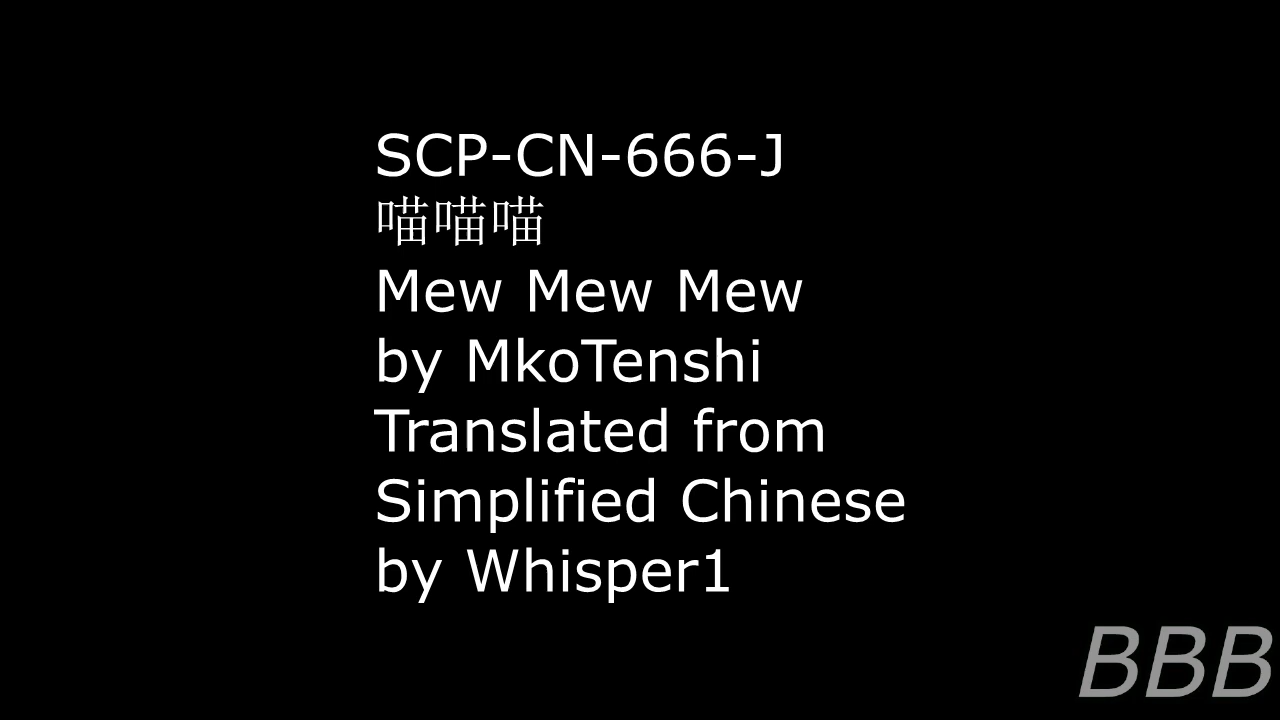 SCP-CN-666-J
喵喵喵
Mew Mew Mew
by MkoTenshi
Translated from
Simplified Chinese
by Whisper1
BBB